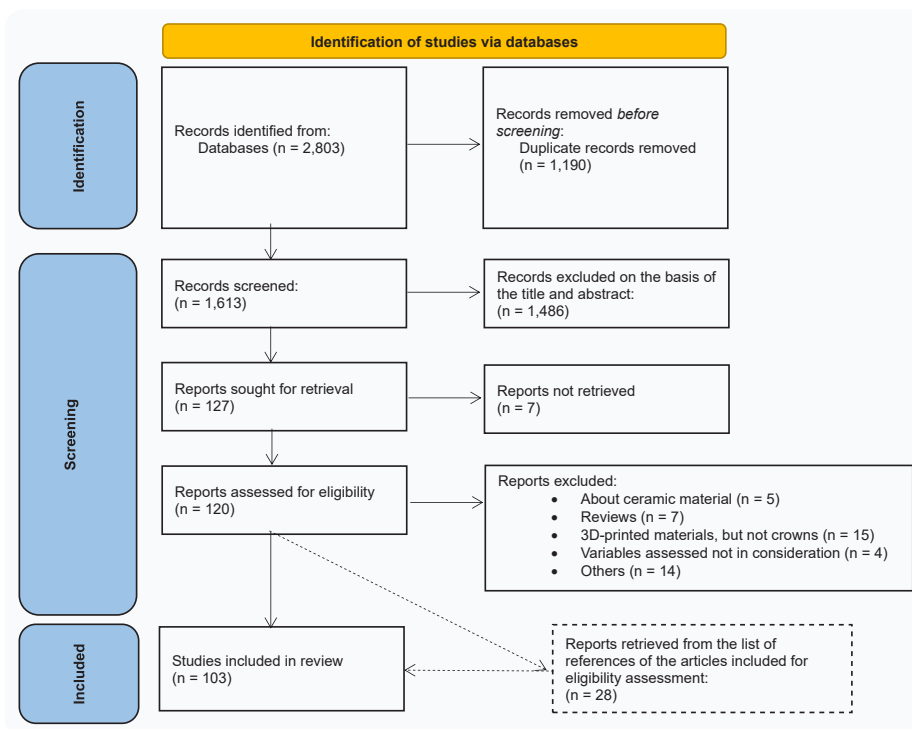 Identification of studies via databases
Identification
Records identified from:
Databases (n = 2,803)
Records removed before
screening:
Duplicate records removed
(n = 1,190)
Screening
Records screened:
(n = 1,613)
Records excluded on the basis of
the title and abstract:
(n = 1,486)
Reports sought for retrieval
(n = 127)
Reports not retrieved
(n = 7)
Reports assessed for eligibility
(n = 120)
Reports excluded:
• About ceramic material (n = 5)
• Reviews (n = 7)
• 3D-printed materials, but not crowns (n = 15)
• Variables assessed not in consideration (n = 4)
• Others (n = 14)
Included
Studies included in review
(n = 103)
Reports retrieved from the list of
references of the articles included for
eligibility assessment:
(n = 28)